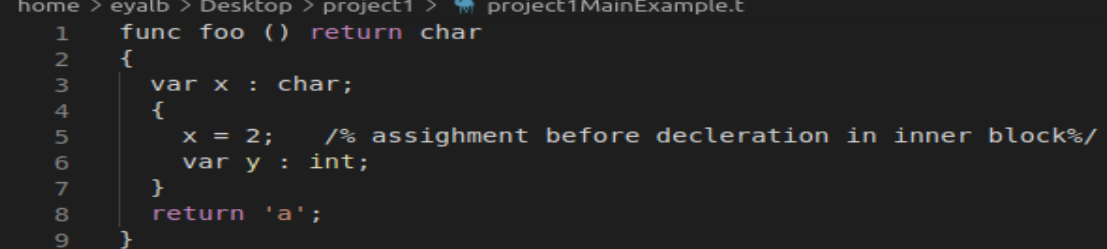 home > eyalb > Desktop > project1 > project1MainExample.t
1 func foo () return char
2 {
3 var x : char;
4 {
5 x = 2; /% assighment before decleration in inner block%/
6 var y : int;
7 }
8 return 'a';
9 }